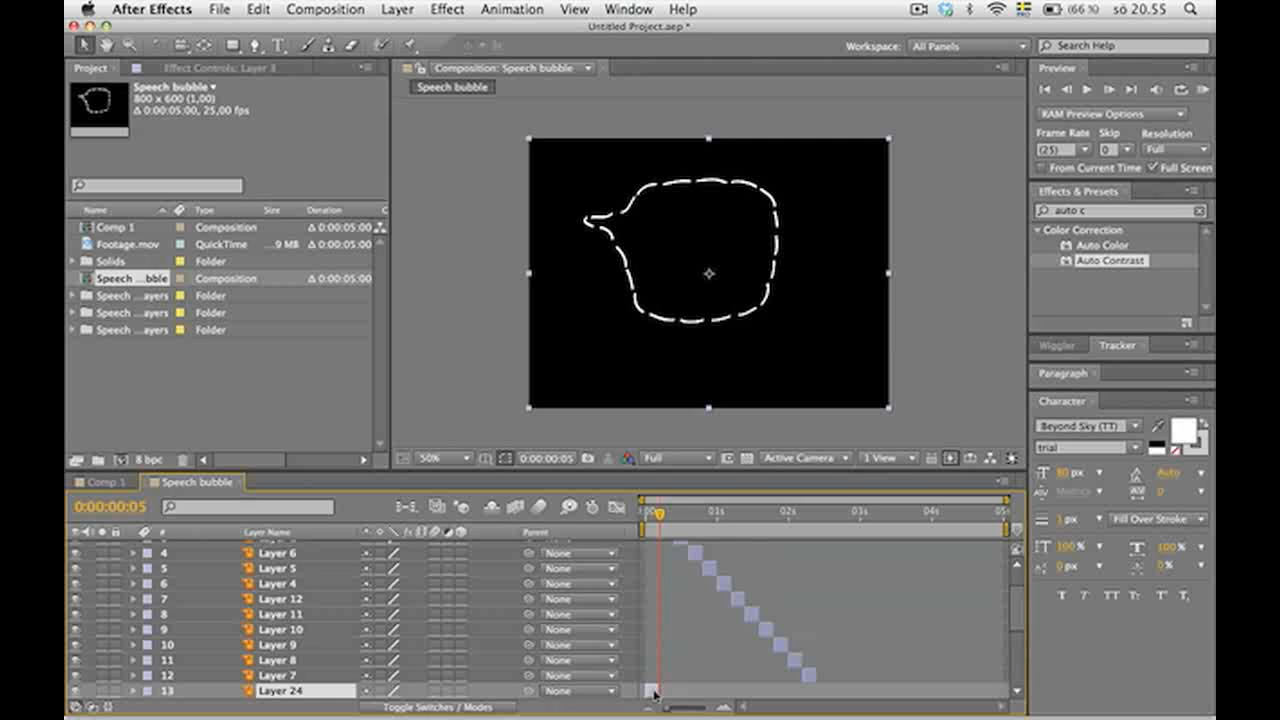 After Effects File Edit Composition Layer Effect Animation View Window Help (66 %) sö 20.55
Untitled Project.aep *
Workspace: All Panels Search Help
Project Effect Controls: Layer 3 Composition: Speech bubble Preview
Speech bubble
800 x 600 (1,00)
Δ 0:00:05:00, 25,00 fps
Speech bubble
RAM Preview Options
Frame Rate Skip Resolution
(25) 0 Full
From Current Time Full Screen
Effects & Presets
auto c
Name Type Size Duration
Comp 1 Composition Δ 0:00:05:00
Footage.mov QuickTime ...9 MB Δ 0:00:05:00
Solids Folder
Speech ...bble Composition Δ 0:00:05:00
Speech ...ayers Folder
Speech ...ayers Folder
Speech ...ayers Folder
Color Correction
Auto Color
Auto Contrast
Wiggler Tracker
Paragraph
Character
Beyond Sky (TT)
trial
80 px Auto
Metrics 0
1 px Fill Over Stroke
100 % 100 %
0 px 0 %
T T TT Tr T' T,
8 bpc
50% 0:00:00:05 Full Active Camera 1 View
Comp 1 Speech bubble
0:00:00:05
01s 02s 03s 04s 05s
# Layer Name Parent
4 Layer 6 None
5 Layer 5 None
6 Layer 4 None
7 Layer 12 None
8 Layer 11 None
9 Layer 10 None
10 Layer 9 None
11 Layer 8 None
12 Layer 7 None
13 Layer 24 None
Toggle Switches / Modes